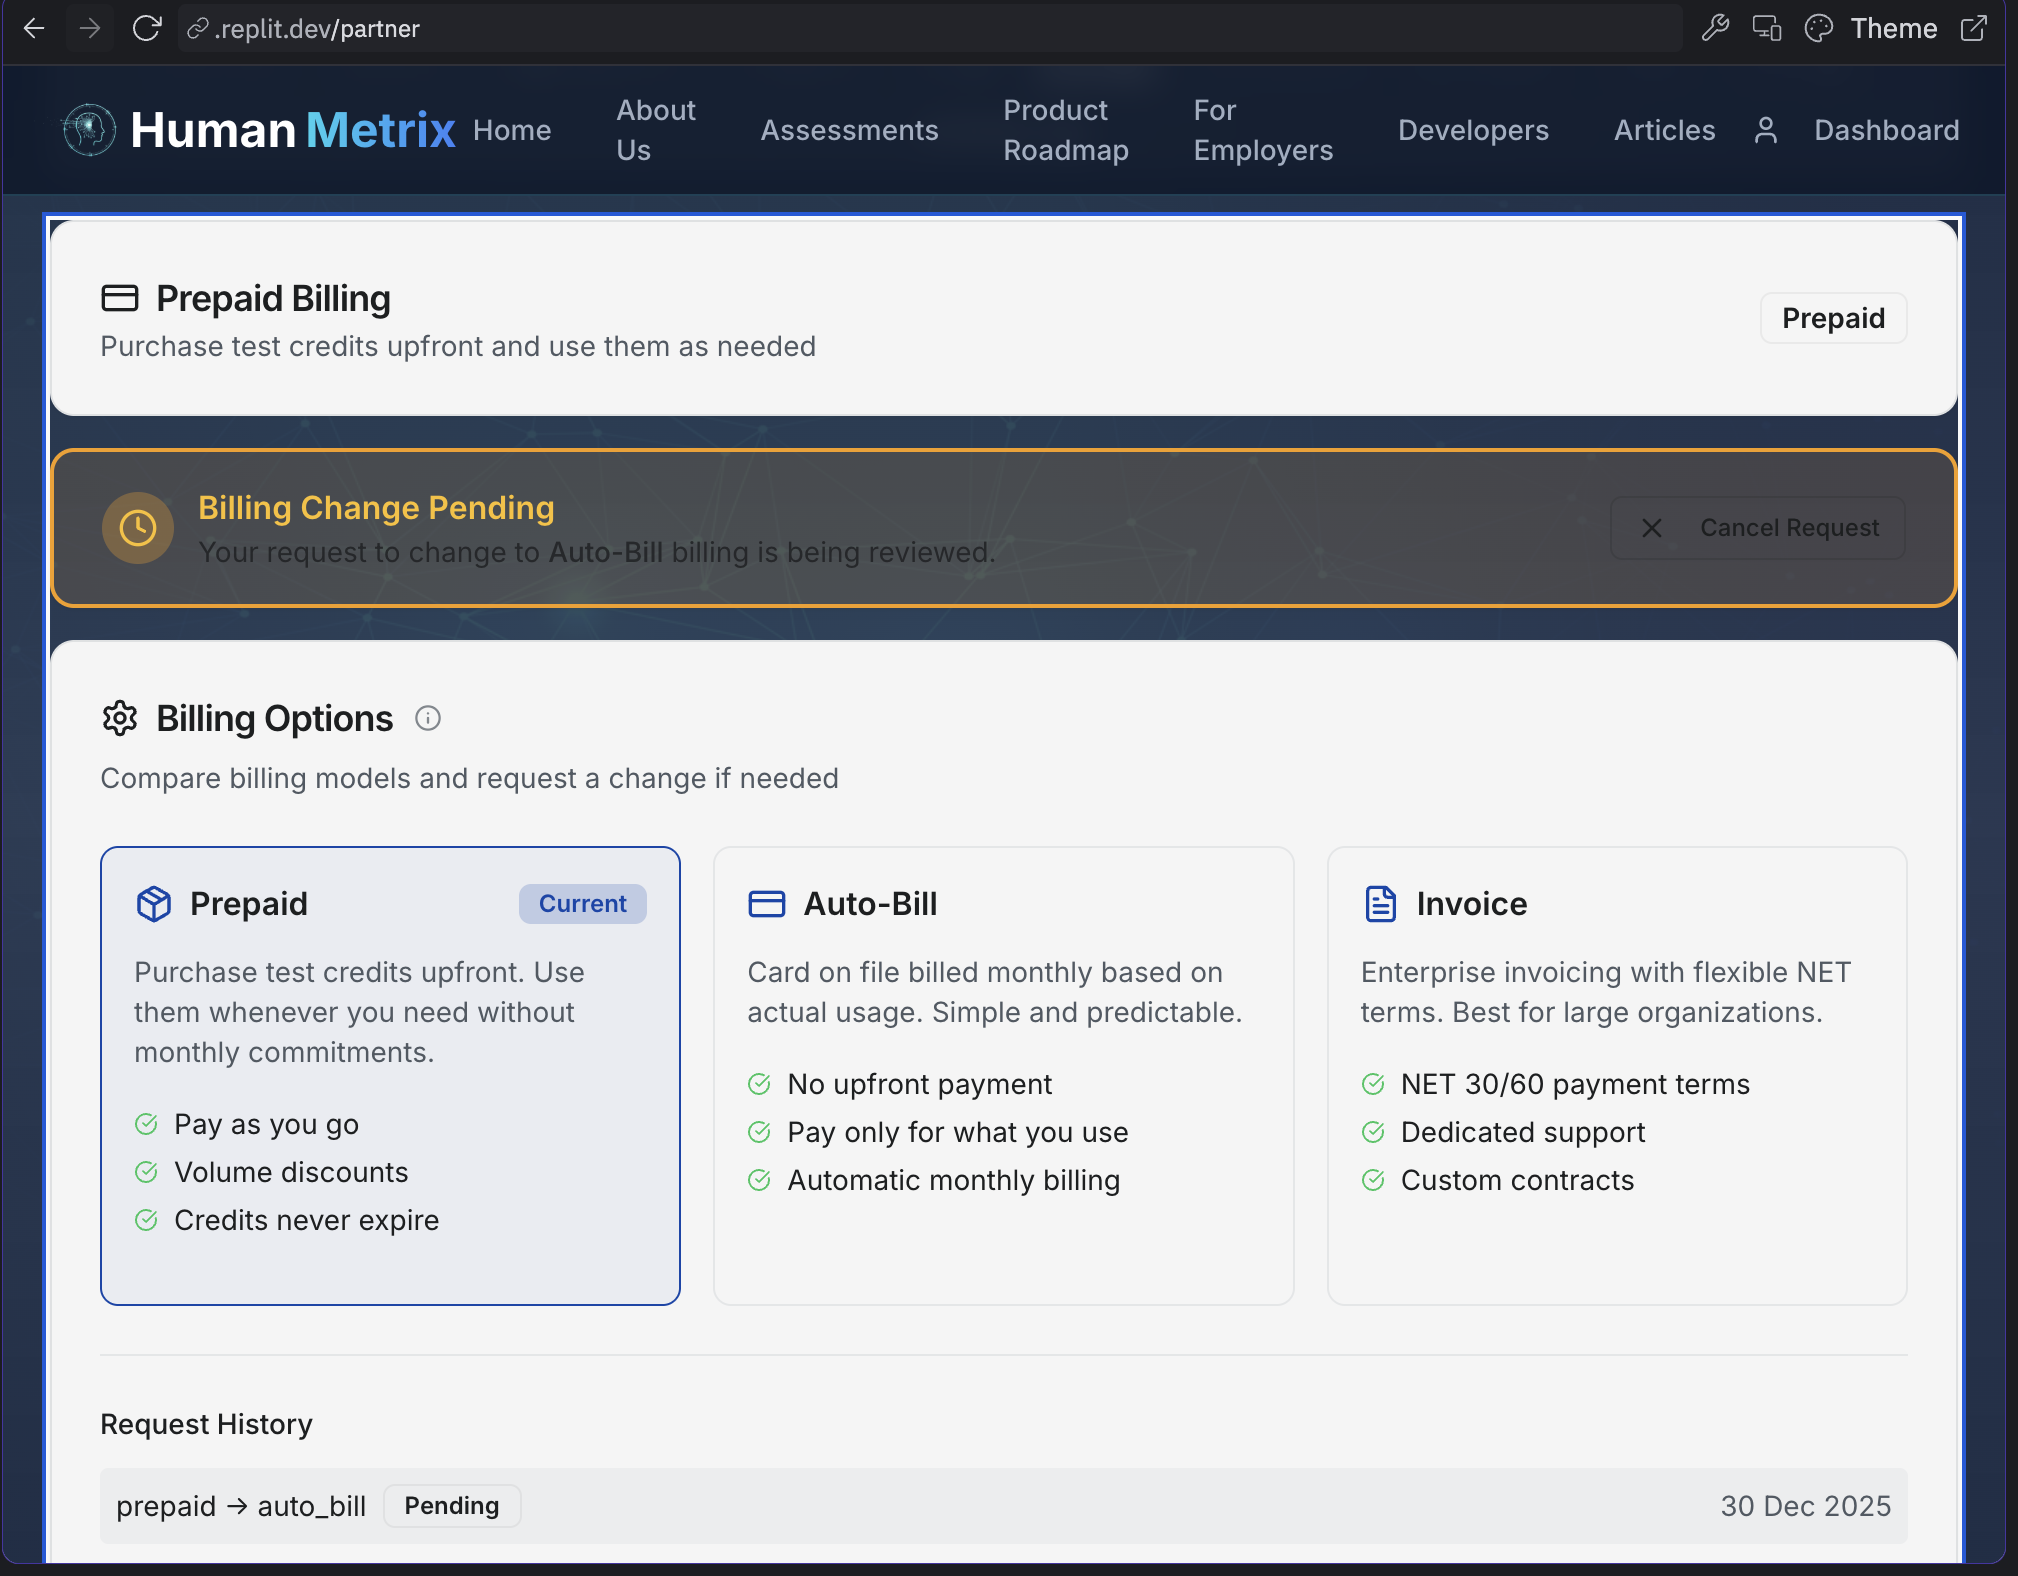 .replit.dev/partner
Theme
Human Metrix
Home
About
Us
Assessments
Product
Roadmap
For
Employers
Developers
Articles
Dashboard
Prepaid Billing
Purchase test credits upfront and use them as needed
Prepaid
Billing Change Pending
Your request to change to Auto-Bill billing is being reviewed.
Cancel Request
Billing Options
Compare billing models and request a change if needed
Prepaid
Current
Purchase test credits upfront. Use
them whenever you need without
monthly commitments.
Pay as you go
Volume discounts
Credits never expire
Auto-Bill
Card on file billed monthly based on
actual usage. Simple and predictable.
No upfront payment
Pay only for what you use
Automatic monthly billing
Invoice
Enterprise invoicing with flexible NET
terms. Best for large organizations.
NET 30/60 payment terms
Dedicated support
Custom contracts
Request History
prepaid → auto_bill
Pending
30 Dec 2025